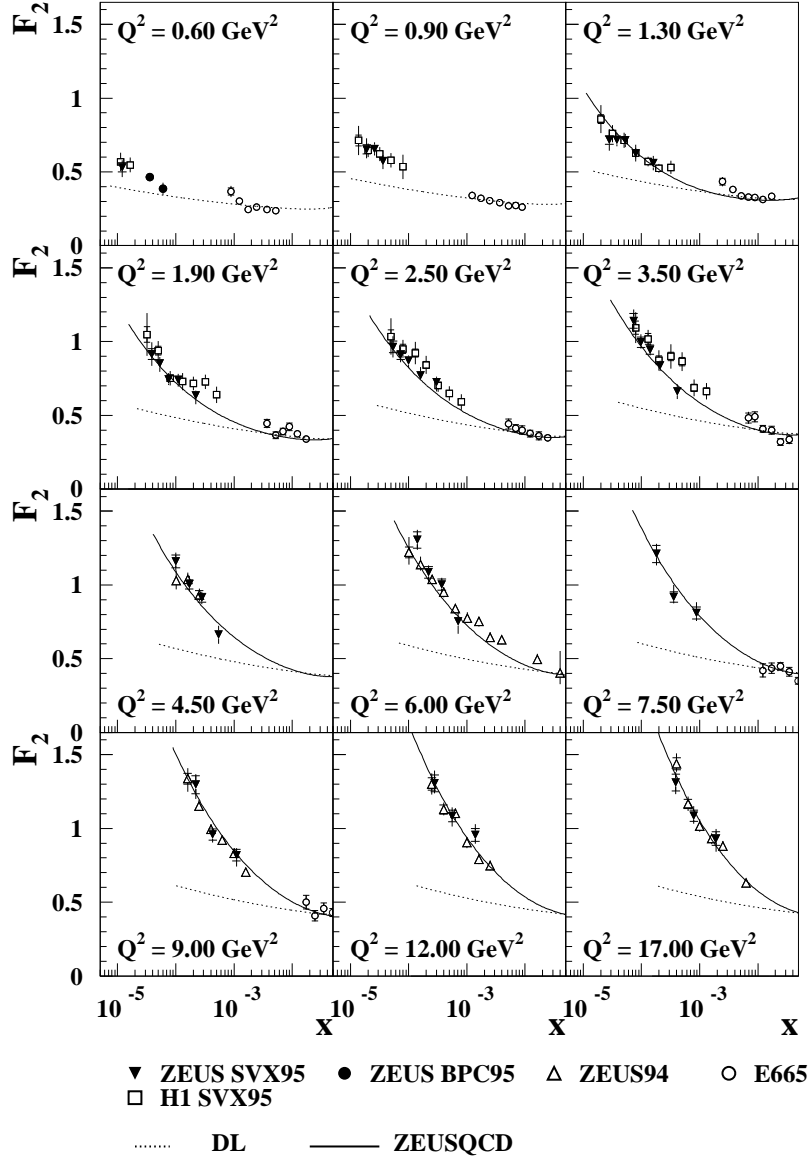 F2
Q2 = 0.60 GeV2
Q2 = 0.90 GeV2
Q2 = 1.30 GeV2
1.5
1
0.5
0
F2
Q2 = 1.90 GeV2
Q2 = 2.50 GeV2
Q2 = 3.50 GeV2
1.5
1
0.5
0
F2
1.5
1
0.5
Q2 = 4.50 GeV2
Q2 = 6.00 GeV2
Q2 = 7.50 GeV2
0
F2
1.5
1
0.5
Q2 = 9.00 GeV2
Q2 = 12.00 GeV2
Q2 = 17.00 GeV2
0
10-5 10-3 10-5 10-3 10-5 10-3
x x x
ZEUS SVX95 ZEUS BPC95 ZEUS94 E665
H1 SVX95
DL ZEUSQCD